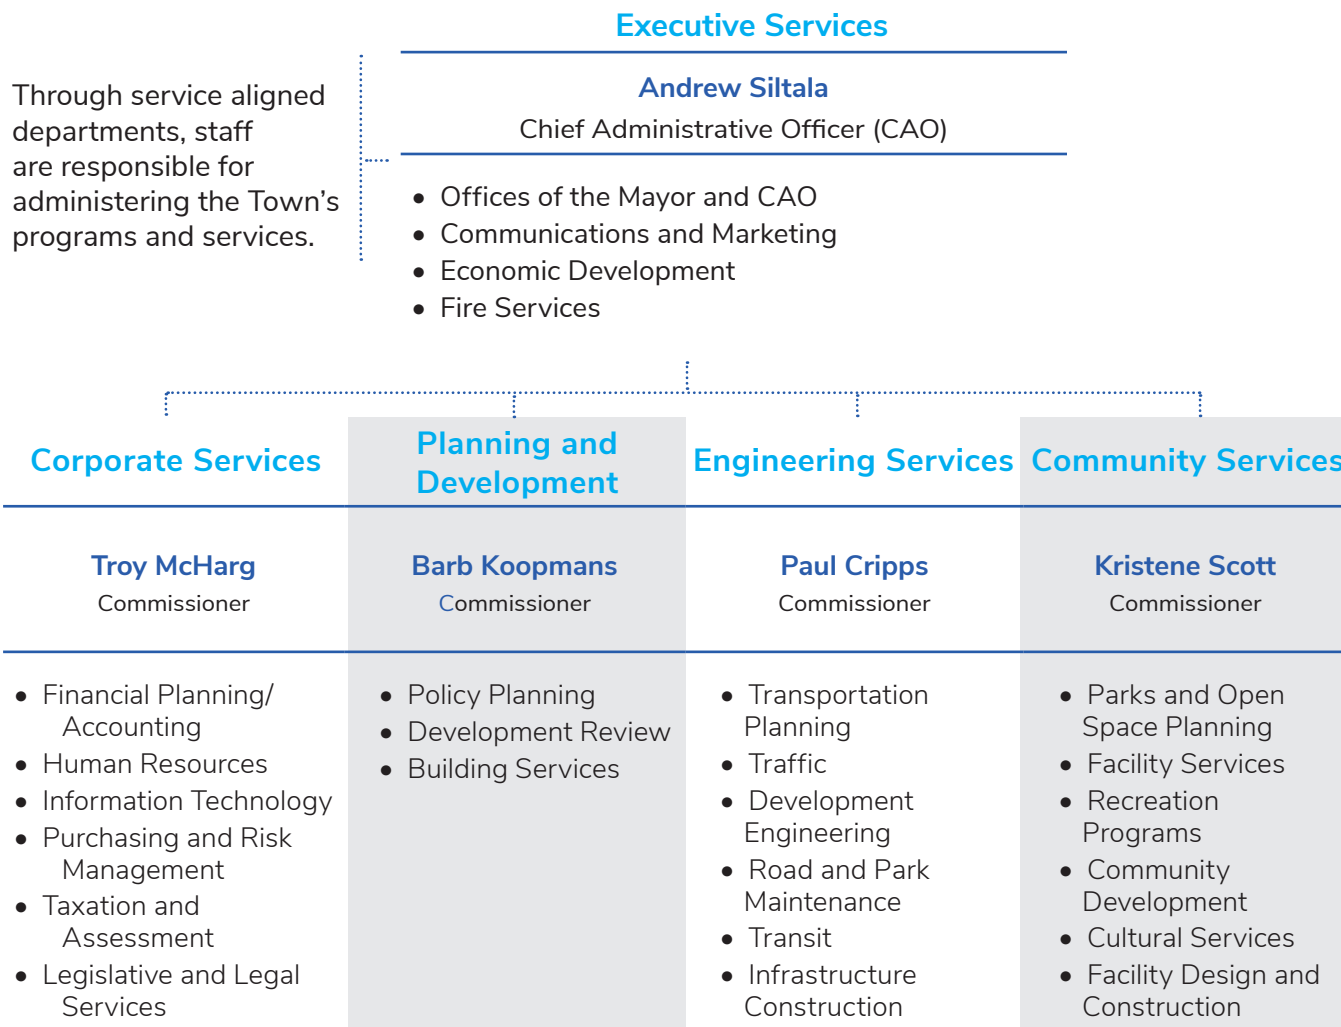 Executive Services
Andrew Siltala
Chief Administrative Officer (CAO)
Through service aligned
departments, staff
are responsible for
administering the Town's
programs and services.
• Offices of the Mayor and CAO
• Communications and Marketing
• Economic Development
• Fire Services
Corporate Services
Troy McHarg
Commissioner
• Financial Planning/
Accounting
• Human Resources
• Information Technology
• Purchasing and Risk
Management
• Taxation and
Assessment
• Legislative and Legal
Services
Planning and
Development
Barb Koopmans
Commissioner
• Policy Planning
• Development Review
• Building Services
Engineering Services
Paul Cripps
Commissioner
• Transportation
Planning
• Traffic
• Development
Engineering
• Road and Park
Maintenance
• Transit
• Infrastructure
Construction
Community Services
Kristene Scott
Commissioner
• Parks and Open
Space Planning
• Facility Services
• Recreation
Programs
• Community
Development
• Cultural Services
• Facility Design and
Construction